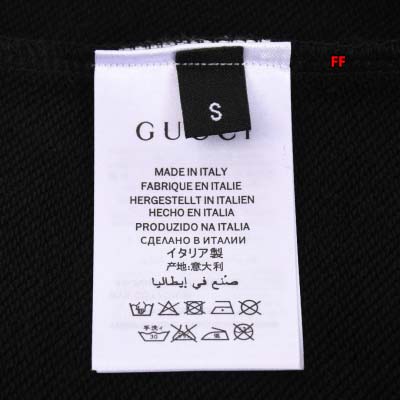 FF
S
GUCCI
MADE IN ITALY
FABRIQUE EN ITALIE
HERGESTELLT IN ITALIEN
HECHO EN ITALIA
PRODUZIDO NA ITALIA
СДЕЛАНО В ИТАЛИИ
イタリア製
产地:意大利
صنع في إيطاليا